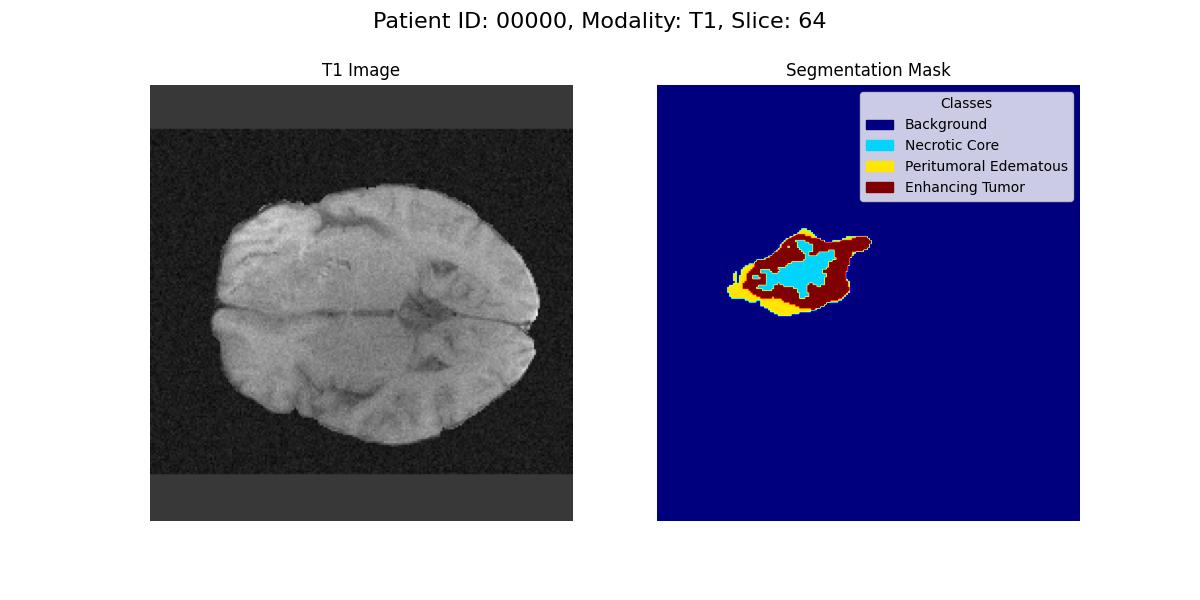 Patient ID: 00000, Modality: T1, Slice: 64
T1 Image
Segmentation Mask
Classes
Background
Necrotic Core
Peritumoral Edematous
Enhancing Tumor